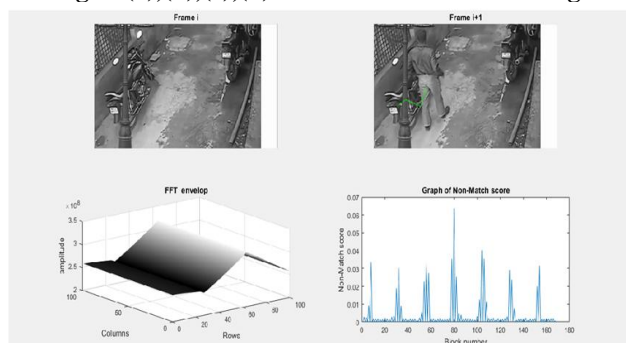 Frame i
Frame i+1
FFT envelop
× 10
3.5
3
2.5
2
amplitude
100
50
0
Columns
0
20
40
60
80
100
Rows
Graph of Non-Match score
0.07
0.06
0.05
0.04
0.03
0.02
0.01
0
Non-Match score
0 20 40 60 80 100 120 140 160 180